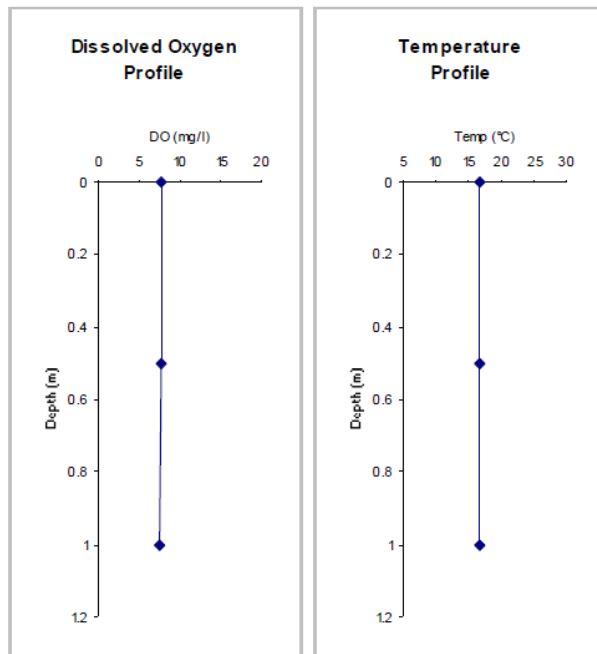 Dissolved Oxygen
Profile
DO (mg/l)
0 5 10 15 20
0
0.2
0.4
0.6
0.8
1
1.2
Depth (m)
Temperature
Profile
Temp (°C)
5 10 15 20 25 30
0
0.2
0.4
0.6
0.8
1
1.2
Depth (m)